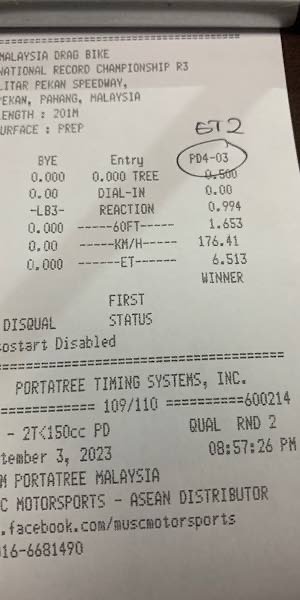 MALAYSIA DRAG BIKE
NATIONAL RECORD CHAMPIONSHIP R3
LITAR PEKAN SPEEDWAY,
PEKAN, PAHANG, MALAYSIA
LENGTH : 201M
SURFACE : PREP
ET2
BYE Entry PD4-03
0.000 0.000 TREE 0.500
0.00 DIAL-IN 0.00
-LB3- REACTION 0.994
0.000 -----60FT----- 1.653
0.00 -----KM/H----- 176.41
0.000 ------ET------ 6.513
WINNER
FIRST
DISQUAL STATUS
ostart Disabled
PORTATREE TIMING SYSTEMS, INC.
============ 109/110 ==========600214
- 2T<150cc PD QUAL RND 2
tember 3, 2023 08:57:26 PM
M PORTATREE MALAYSIA
C MOTORSPORTS - ASEAN DISTRIBUTOR
.facebook.com/muscmotorsports
016-6681490